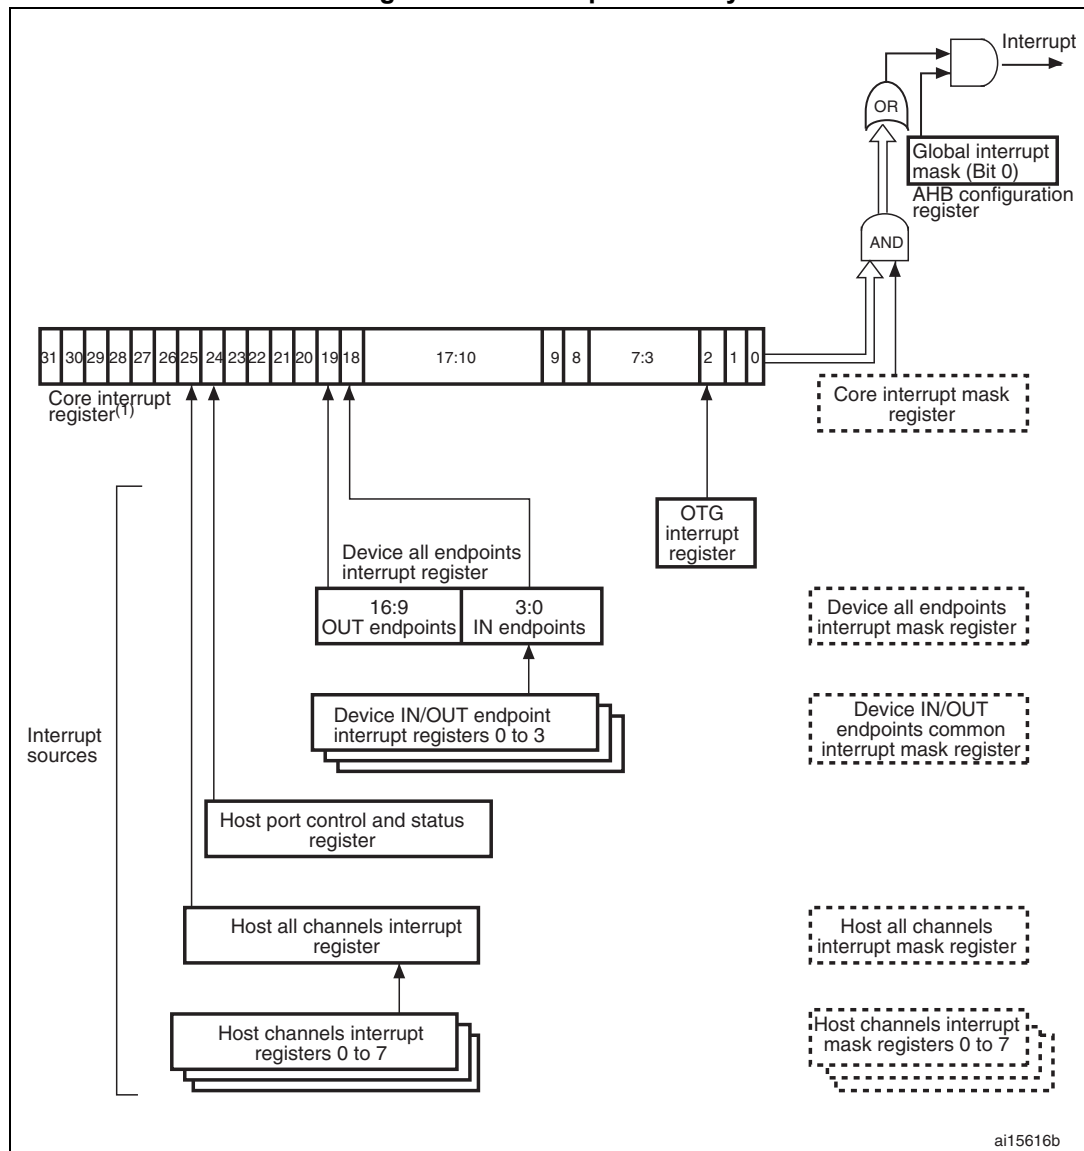 Interrupt
OR
Global interrupt
mask (Bit 0)
AHB configuration
register
AND
31 30 29 28 27 26 25 24 23 22 21 20 19 18 17:10 9 8 7:3 2 1 0
Core interrupt
register(1)
Core interrupt mask
register
OTG
interrupt
register
Device all endpoints
interrupt register
16:9
OUT endpoints
3:0
IN endpoints
Device all endpoints
interrupt mask register
Device IN/OUT endpoint
interrupt registers 0 to 3
Device IN/OUT
endpoints common
interrupt mask register
Interrupt
sources
Host port control and status
register
Host all channels interrupt
register
Host all channels
interrupt mask register
Host channels interrupt
registers 0 to 7
Host channels interrupt
mask registers 0 to 7
ai15616b